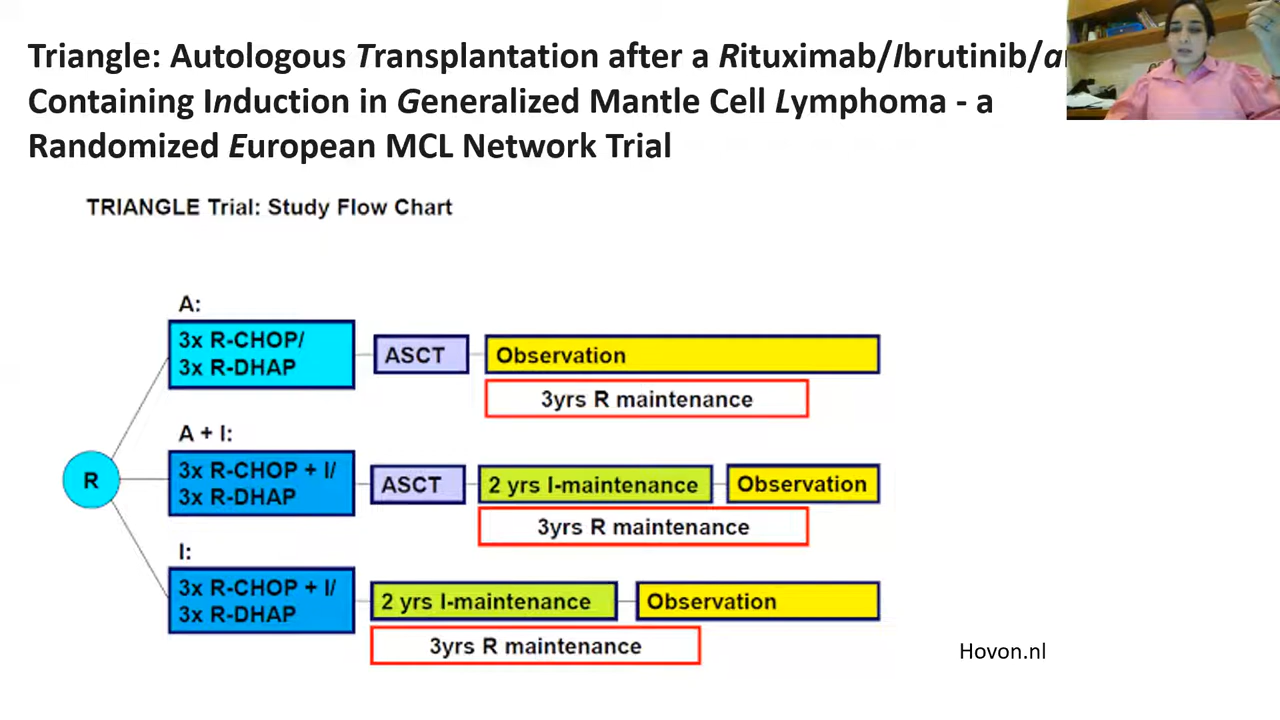 Triangle: Autologous Transplantation after a Rituximab/Ibrutinib/
Containing Induction in Generalized Mantle Cell Lymphoma - a
Randomized European MCL Network Trial
TRIANGLE Trial: Study Flow Chart
A:
3x R-CHOP/
3x R-DHAP
ASCT
Observation
3yrs R maintenance
A + I:
R
3x R-CHOP + I/
3x R-DHAP
ASCT
2 yrs I-maintenance
Observation
3yrs R maintenance
I:
3x R-CHOP + I/
3x R-DHAP
2 yrs I-maintenance
Observation
3yrs R maintenance
Hovon.nl